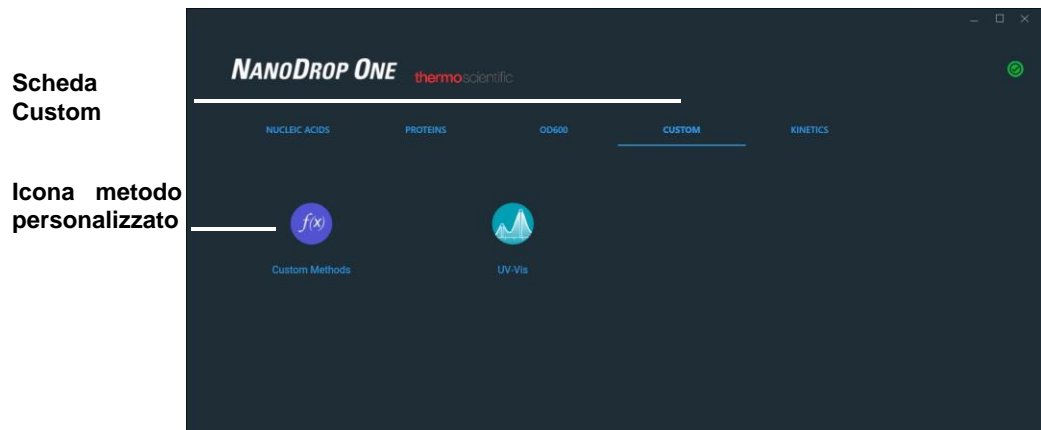 NANODROP ONE thermoscientific
Scheda
Custom
NUCLEIC ACIDS PROTEINS OD600 CUSTOM KINETICS
Icona metodo
personalizzato
f(x)
Custom Methods UV-Vis